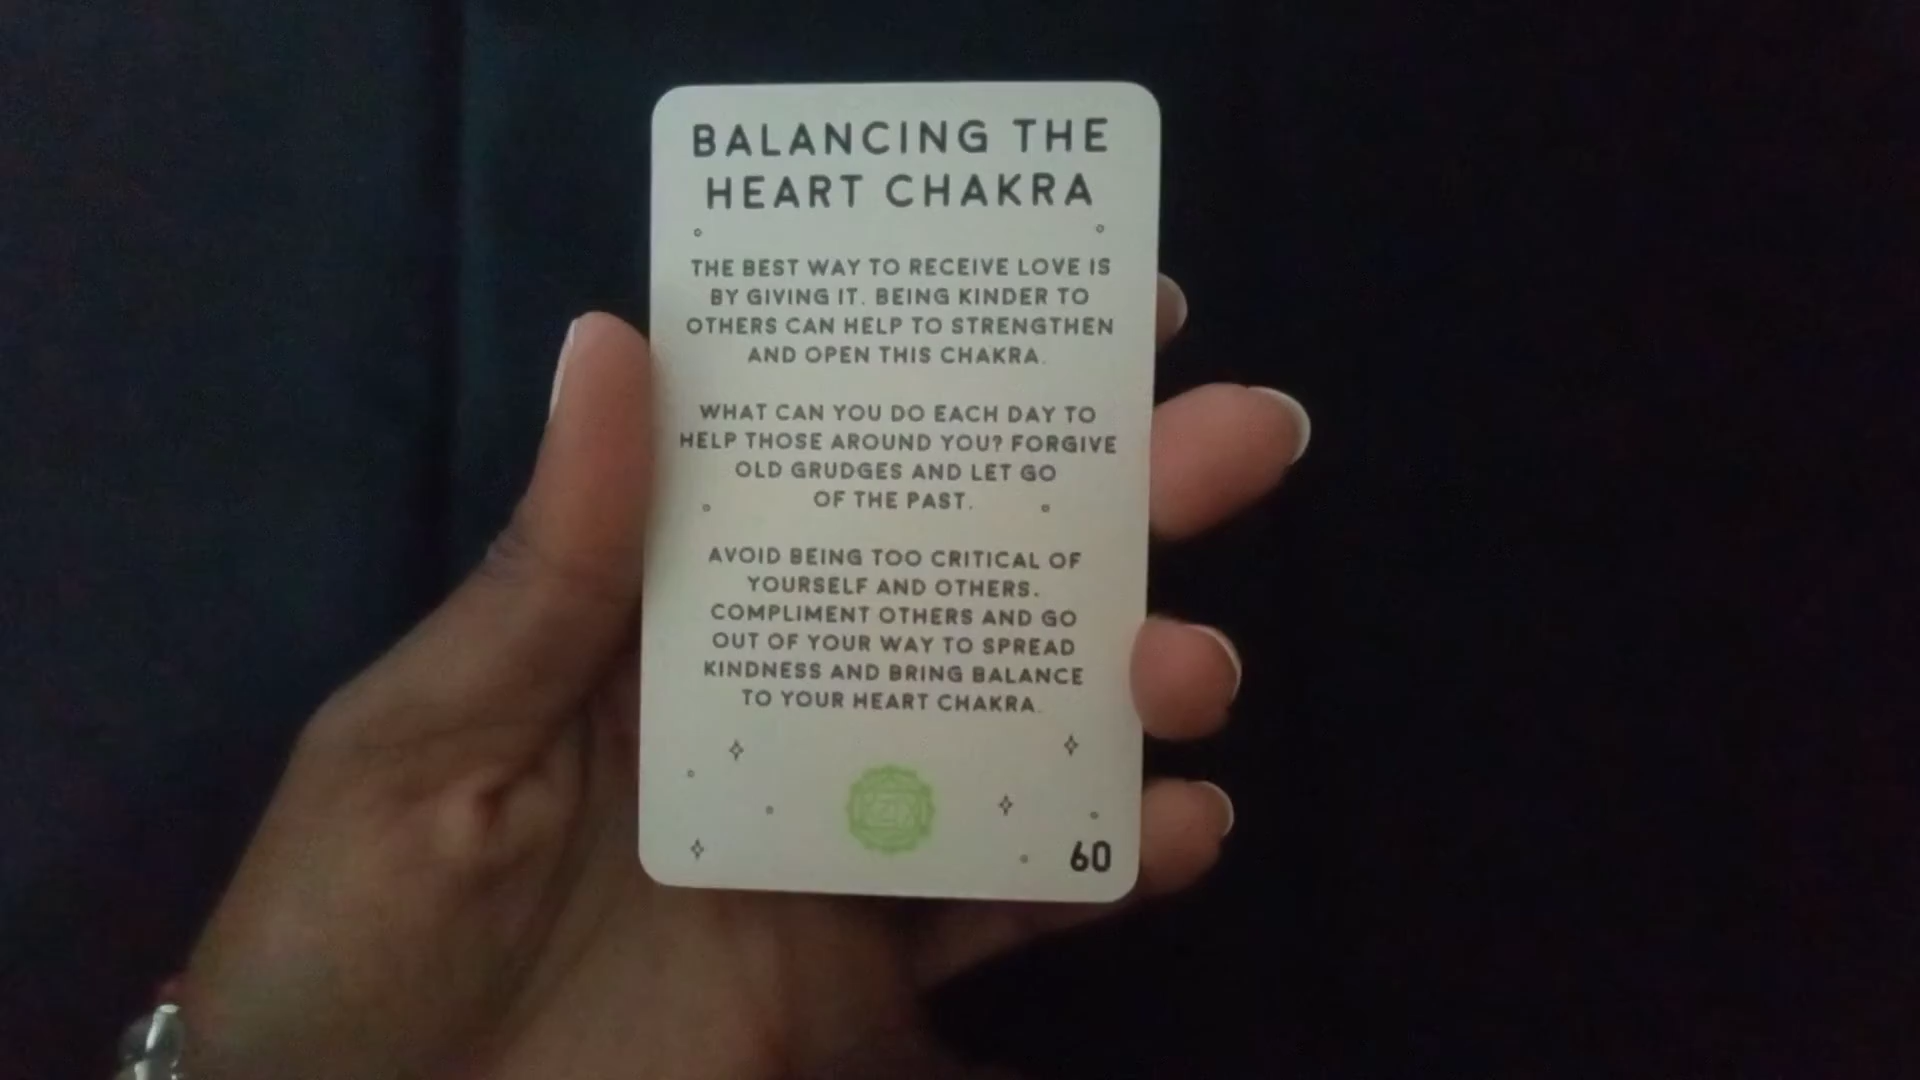 BALANCING THE
HEART CHAKRA
THE BEST WAY TO RECEIVE LOVE IS
BY GIVING IT. BEING KINDER TO
OTHERS CAN HELP TO STRENGTHEN
AND OPEN THIS CHAKRA.
WHAT CAN YOU DO EACH DAY TO
HELP THOSE AROUND YOU? FORGIVE
OLD GRUDGES AND LET GO
OF THE PAST.
AVOID BEING TOO CRITICAL OF
YOURSELF AND OTHERS.
COMPLIMENT OTHERS AND GO
OUT OF YOUR WAY TO SPREAD
KINDNESS AND BRING BALANCE
TO YOUR HEART CHAKRA.
60